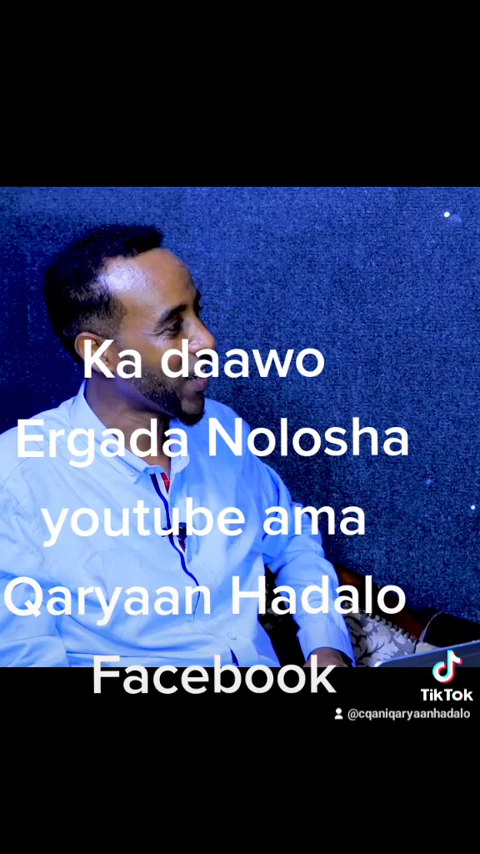 Ka daawo
Ergada Nolosha
youtube ama
Qaryaan Hadalo
Facebook
TikTok
@cqaniqaryaanhadalo